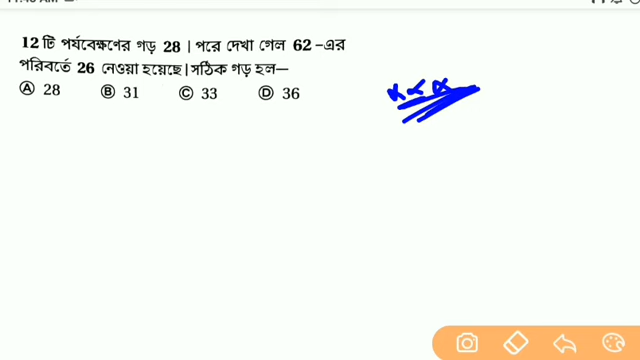 12 টি পর্যবেক্ষণের গড় 28 | পরে দেখা গেল 62 -এর
পরিবর্তে 26 নেওয়া হয়েছে | সঠিক গড় হল—
Ⓐ 28 Ⓑ 31 Ⓒ 33 Ⓓ 36